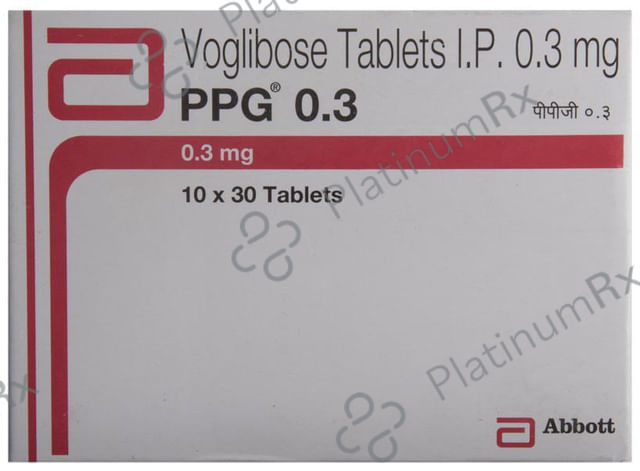 Voglibose Tablets I.P. 0.3 mg
PPG® 0.3
पीपीजी ०.३
0.3 mg
10 x 30 Tablets
PlatinumRx
PlatinumRx
Abbott